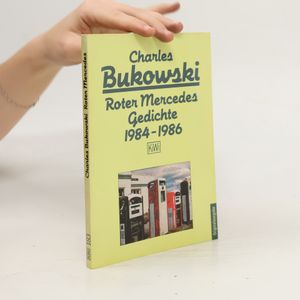 Charles
Bukowski
Roter Mercedes
Gedichte
1984-1986
KiWi
Charles Bukowski Roter Mercedes